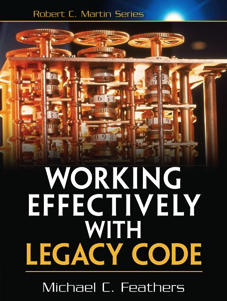 Robert C. Martin Series
WORKING
EFFECTIVELY
WITH
LEGACY CODE
Michael C. Feathers